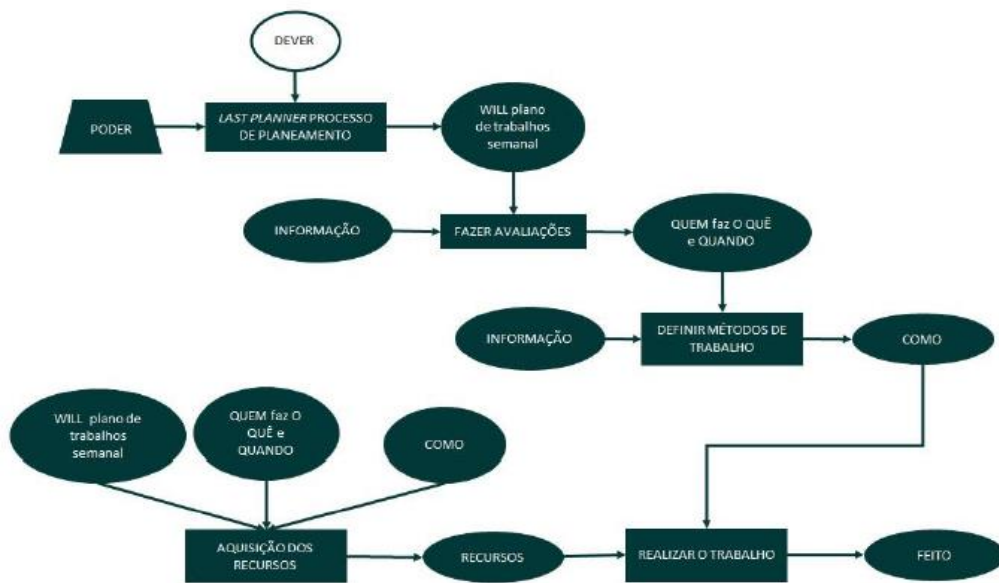 DEVER
PODER
LAST PLANNER PROCESSO
DE PLANEAMENTO
WILL plano
de trabalhos
semanal
INFORMAÇÃO
FAZER AVALIAÇÕES
QUEM faz O QUÊ
e QUANDO
INFORMAÇÃO
DEFINIR MÉTODOS DE
TRABALHO
COMO
WILL plano de
trabalhos
semanal
QUEM faz O
QUÊ e
QUANDO
COMO
AQUISIÇÃO DOS
RECURSOS
RECURSOS
REALIZAR O TRABALHO
FEITO